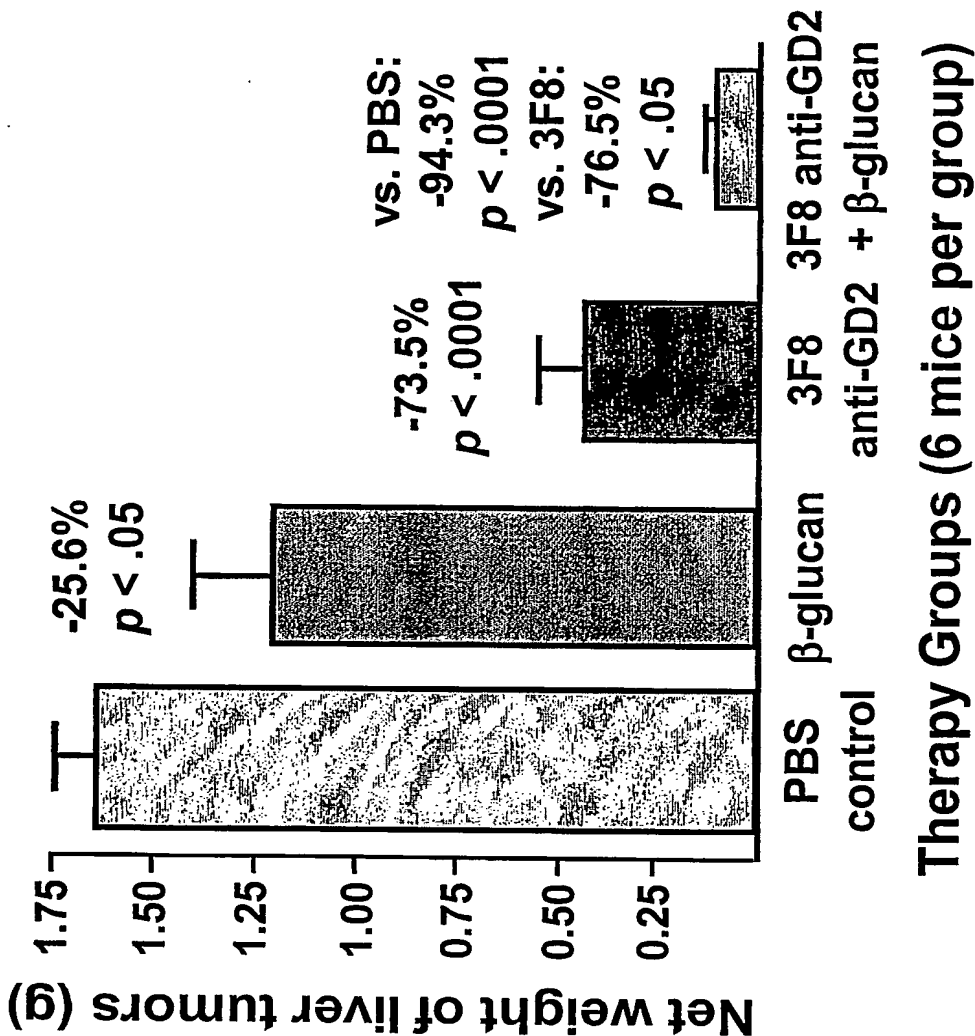 Net weight of liver tumors (g)
1.75
1.50
1.25
1.00
0.75
0.50
0.25
-25.6%
p < .05
-73.5%
p < .0001
vs. PBS:
-94.3%
p < .0001
vs. 3F8:
-76.5%
p < .05
PBS
control
β-glucan
3F8
anti-GD2
3F8 anti-GD2
+ β-glucan
Therapy Groups (6 mice per group)